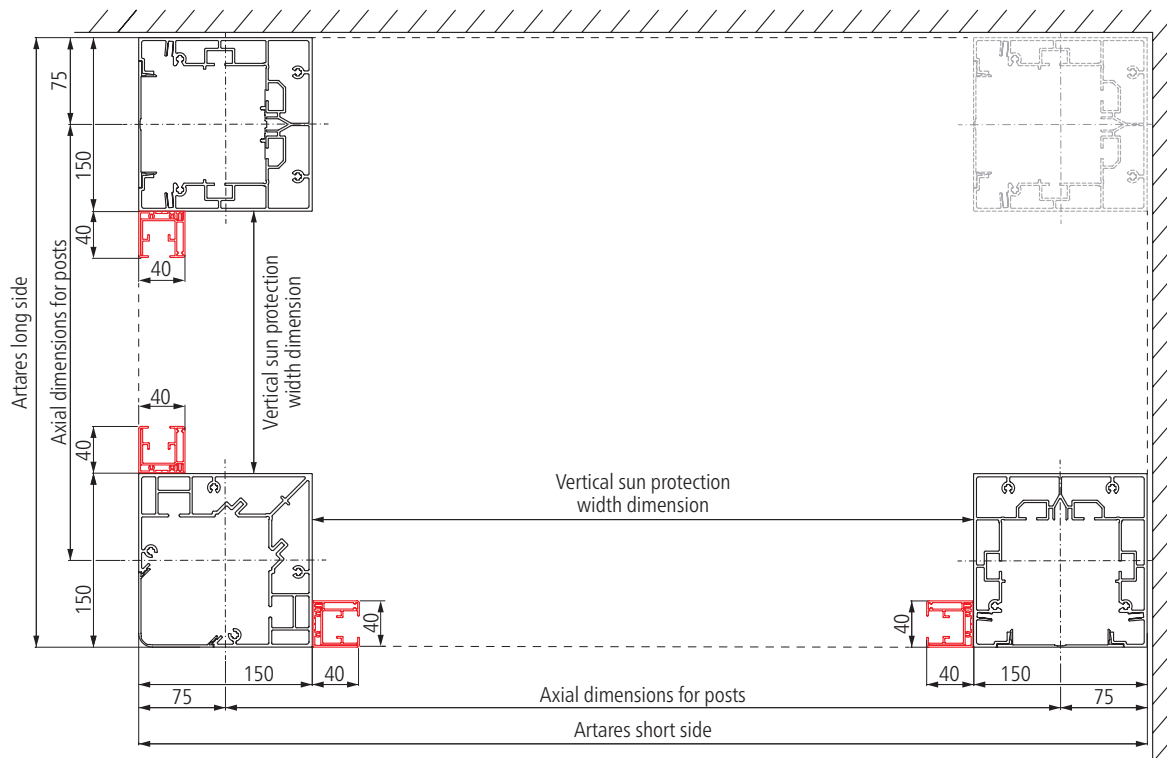 75
150
40
40
Artares long side
Axial dimensions for posts
Vertical sun protection
width dimension
40
40
150
Vertical sun protection
width dimension
40
40
150
40
40
150
75
Axial dimensions for posts
75
Artares short side